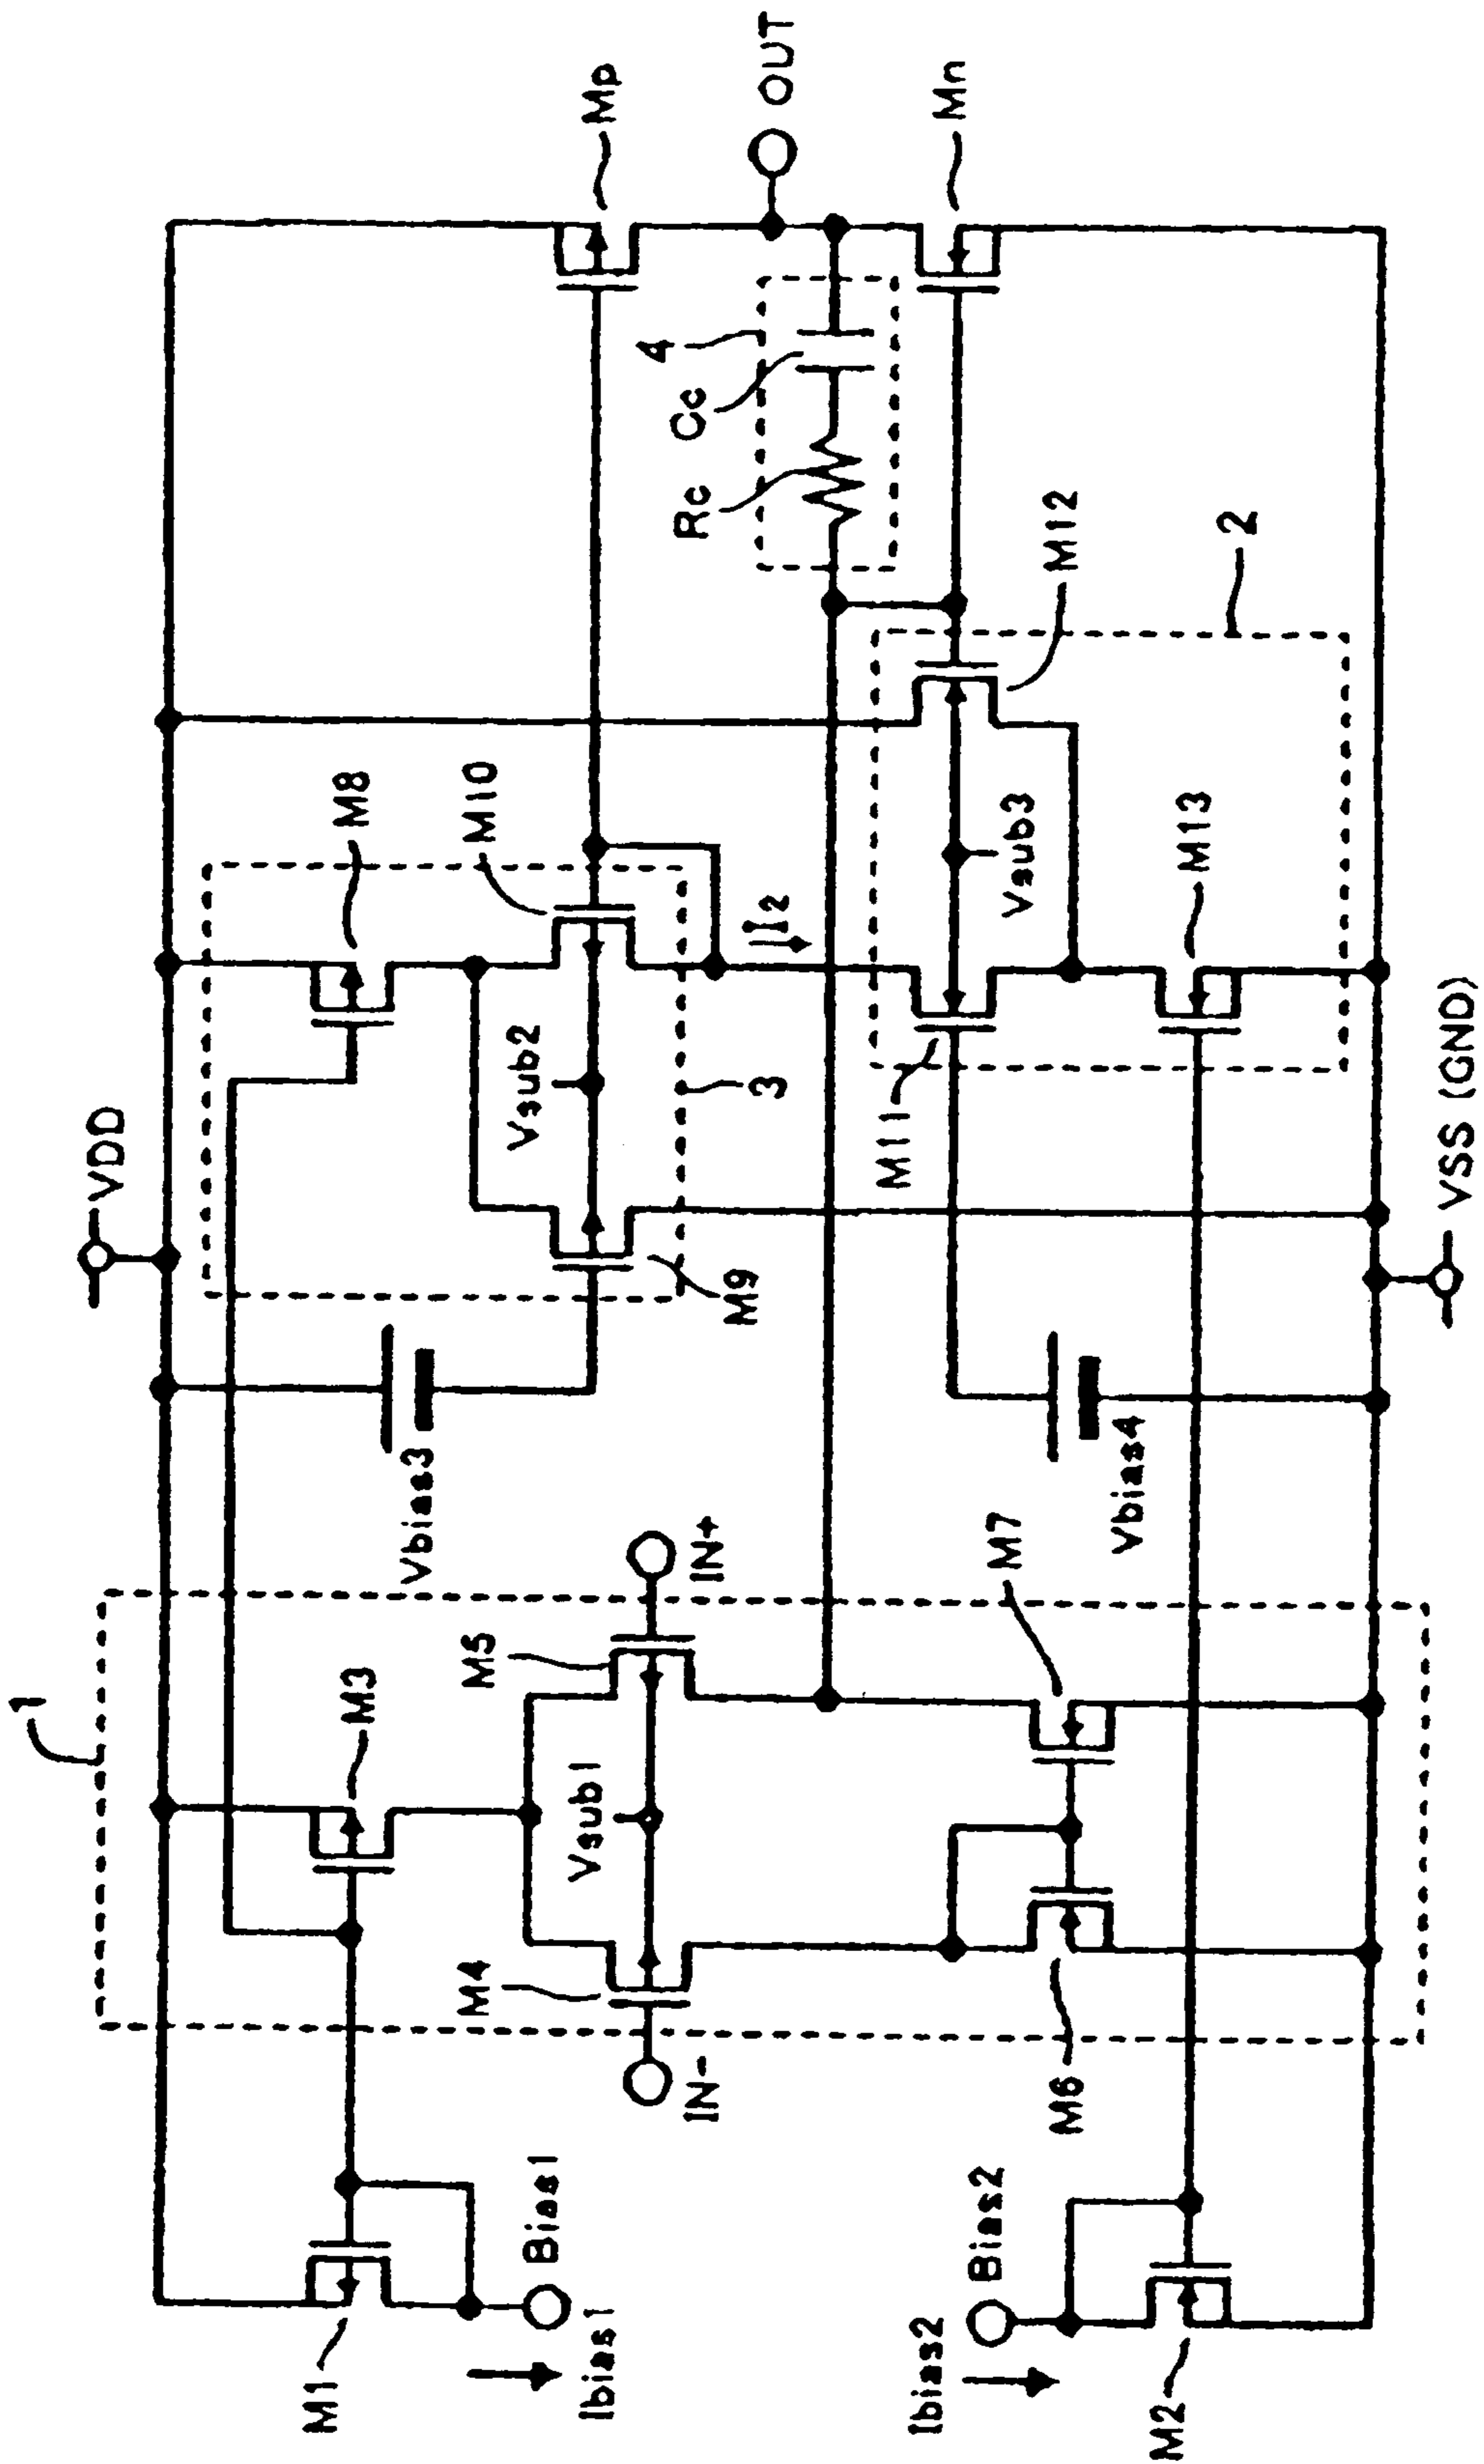 1
VDD
M3
M8
M1
Vbias3
M10
Mp
M4
Vsub1
M5
IN-
IN+
Vsub2
3
M9
Bias1
Ibias1
I2
4
Cc
Rc
OUT
Mn
M12
2
Ibias2
Bias2
M2
M6
M7
Vbias4
M11
Vsub3
M13
VSS (GND)